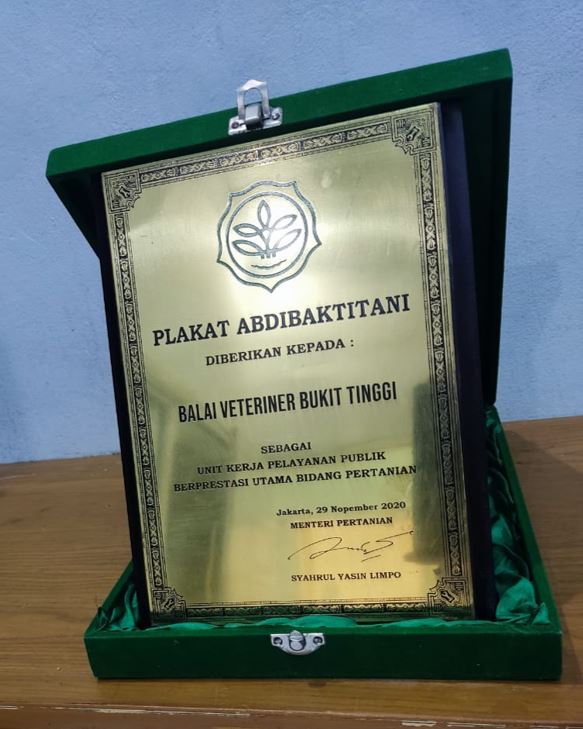 PLAKAT ABDIBAKTITANI
DIBERIKAN KEPADA :
BALAI VETERINER BUKIT TINGGI
SEBAGAI
UNIT KERJA PELAYANAN PUBLIK
BERPRESTASI UTAMA BIDANG PERTANIAN
Jakarta, 29 Nopember 2020
MENTERI PERTANIAN
SYAHRUL YASIN LIMPO